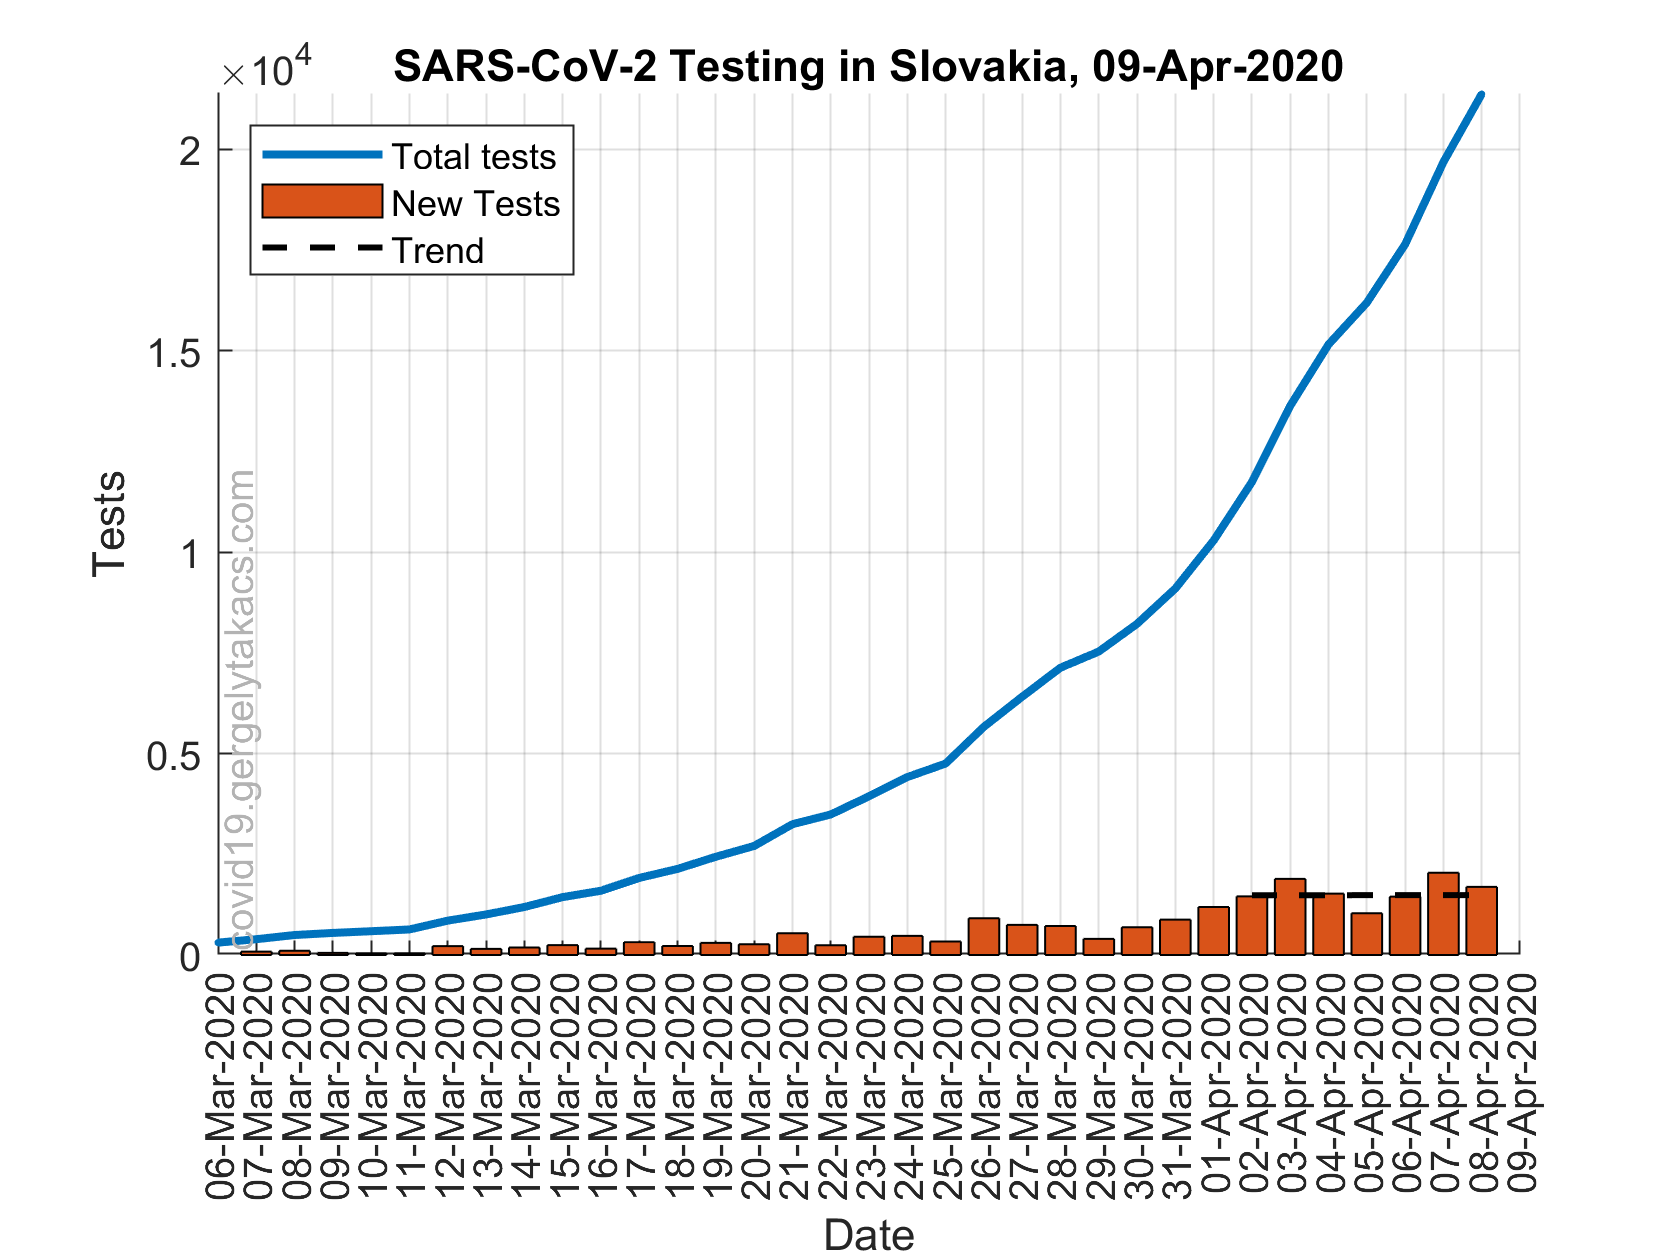 SARS-CoV-2 Testing in Slovakia, 09-Apr-2020
×10^4
Total tests
New Tests
Trend
2
1.5
1
0.5
0
Tests
covid19.gergelytakacs.com
06-Mar-2020
07-Mar-2020
08-Mar-2020
09-Mar-2020
10-Mar-2020
11-Mar-2020
12-Mar-2020
13-Mar-2020
14-Mar-2020
15-Mar-2020
16-Mar-2020
17-Mar-2020
18-Mar-2020
19-Mar-2020
20-Mar-2020
21-Mar-2020
22-Mar-2020
23-Mar-2020
24-Mar-2020
25-Mar-2020
26-Mar-2020
27-Mar-2020
28-Mar-2020
29-Mar-2020
30-Mar-2020
31-Mar-2020
01-Apr-2020
02-Apr-2020
03-Apr-2020
04-Apr-2020
05-Apr-2020
06-Apr-2020
07-Apr-2020
08-Apr-2020
09-Apr-2020
Date